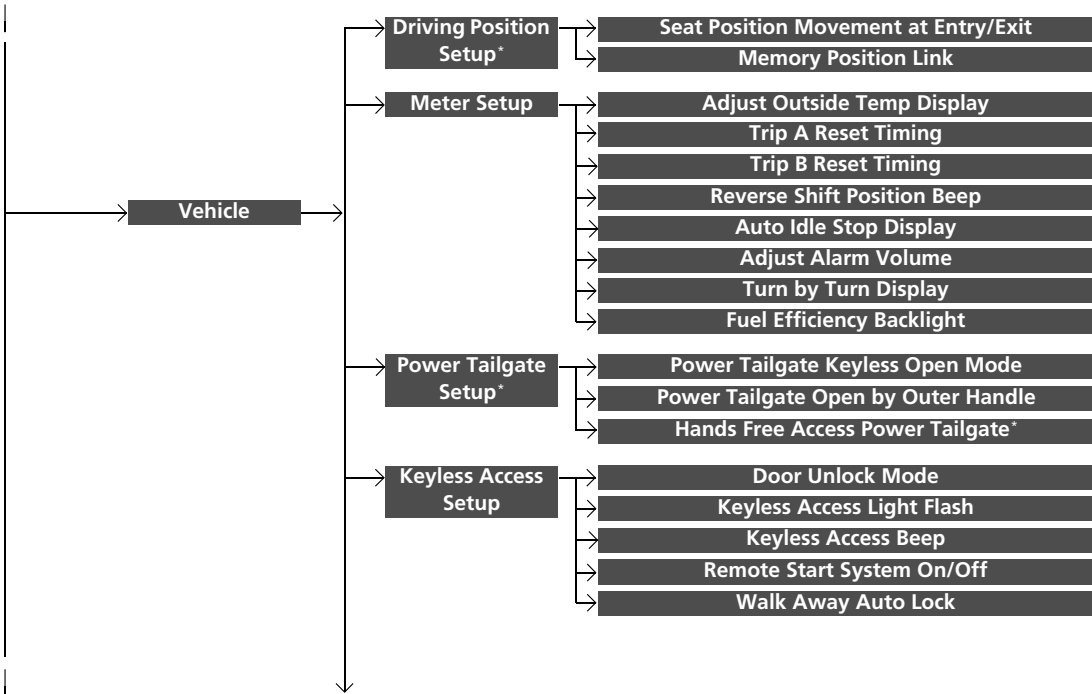 Vehicle
Driving Position
Setup*
Seat Position Movement at Entry/Exit
Memory Position Link
Meter Setup
Adjust Outside Temp Display
Trip A Reset Timing
Trip B Reset Timing
Reverse Shift Position Beep
Auto Idle Stop Display
Adjust Alarm Volume
Turn by Turn Display
Fuel Efficiency Backlight
Power Tailgate
Setup*
Power Tailgate Keyless Open Mode
Power Tailgate Open by Outer Handle
Hands Free Access Power Tailgate*
Keyless Access
Setup
Door Unlock Mode
Keyless Access Light Flash
Keyless Access Beep
Remote Start System On/Off
Walk Away Auto Lock